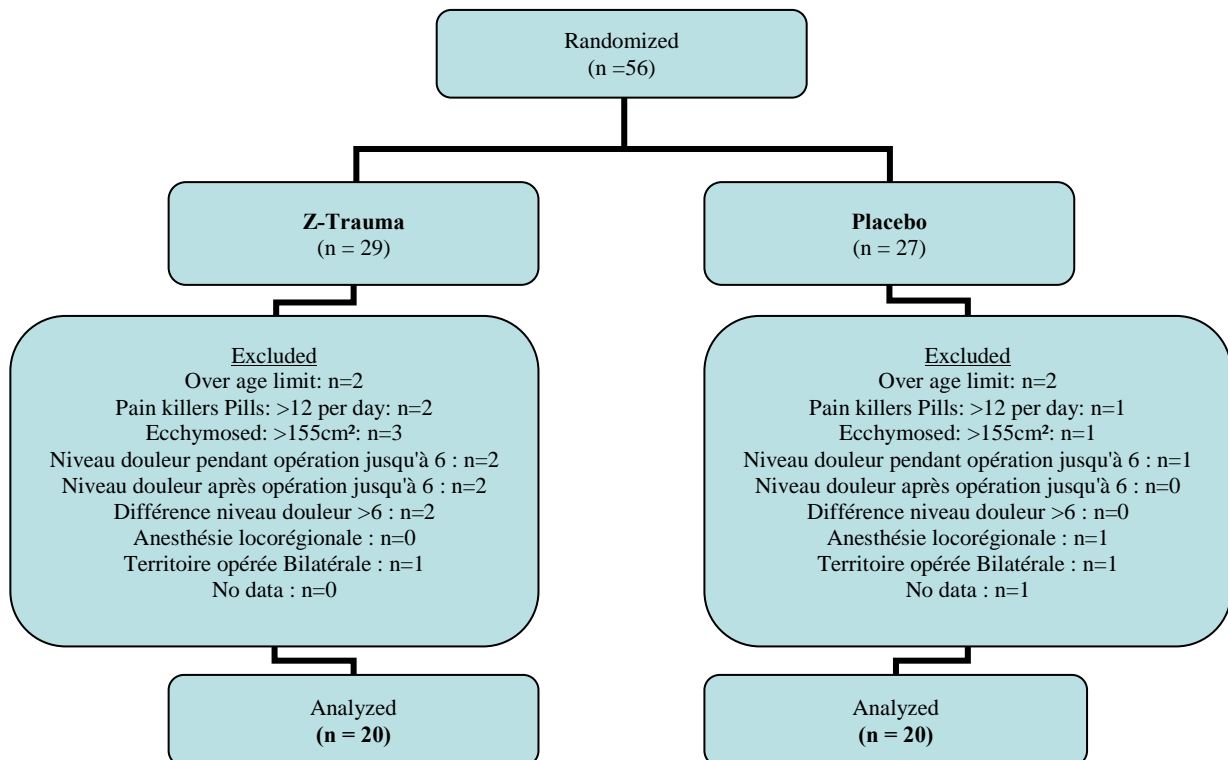 Randomized
(n =56)
Z-Trauma
(n = 29)
Placebo
(n = 27)
Excluded
Over age limit: n=2
Pain killers Pills: >12 per day: n=2
Ecchymosed: >155cm²: n=3
Niveau douleur pendant opération jusqu'à 6 : n=2
Niveau douleur après opération jusqu'à 6 : n=2
Différence niveau douleur >6 : n=2
Anesthésie locorégionale : n=0
Territoire opérée Bilatérale : n=1
No data : n=0
Excluded
Over age limit: n=2
Pain killers Pills: >12 per day: n=1
Ecchymosed: >155cm²: n=1
Niveau douleur pendant opération jusqu'à 6 : n=1
Niveau douleur après opération jusqu'à 6 : n=0
Différence niveau douleur >6 : n=0
Anesthésie locorégionale : n=1
Territoire opérée Bilatérale : n=1
No data : n=1
Analyzed
(n = 20)
Analyzed
(n = 20)